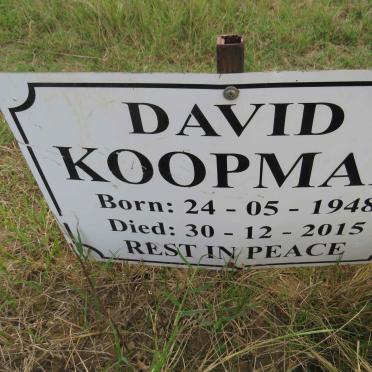 DAVID
KOOPMA
Born: 24 - 05 - 1948
Died: 30 - 12 - 2015
REST IN PEACE